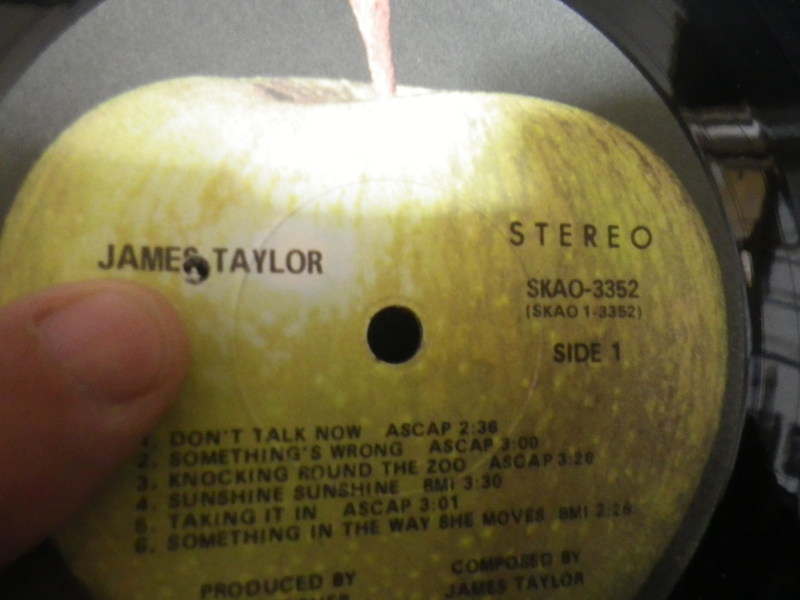 JAMES TAYLOR
STEREO
SKAO-3352
(SKAO 1-3352)
SIDE 1
1. DON'T TALK NOW ASCAP 2:36
2. SOMETHING'S WRONG ASCAP 3:00
3. KNOCKING ROUND THE ZOO ASCAP 3:26
4. SUNSHINE SUNSHINE BMI 3:30
5. TAKING IT IN ASCAP 3:01
6. SOMETHING IN THE WAY SHE MOVES BMI 2:26
PRODUCED BY
COMPOSED BY
JAMES TAYLOR